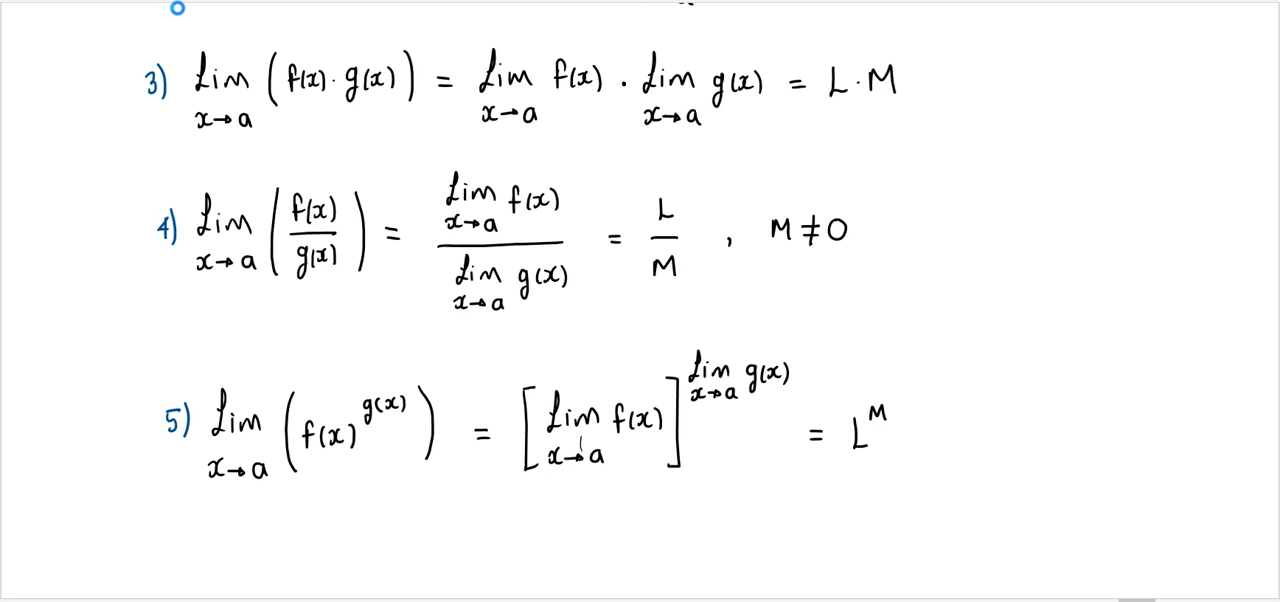 3) lim x→a (f(x) · g(x)) = lim x→a f(x) · lim x→a g(x) = L · M
4) lim x→a (f(x)/g(x)) = lim x→a f(x) / lim x→a g(x) = L/M , M ≠ 0
5) lim x→a (f(x)^g(x)) = [lim x→a f(x)]^lim x→a g(x) = L^M